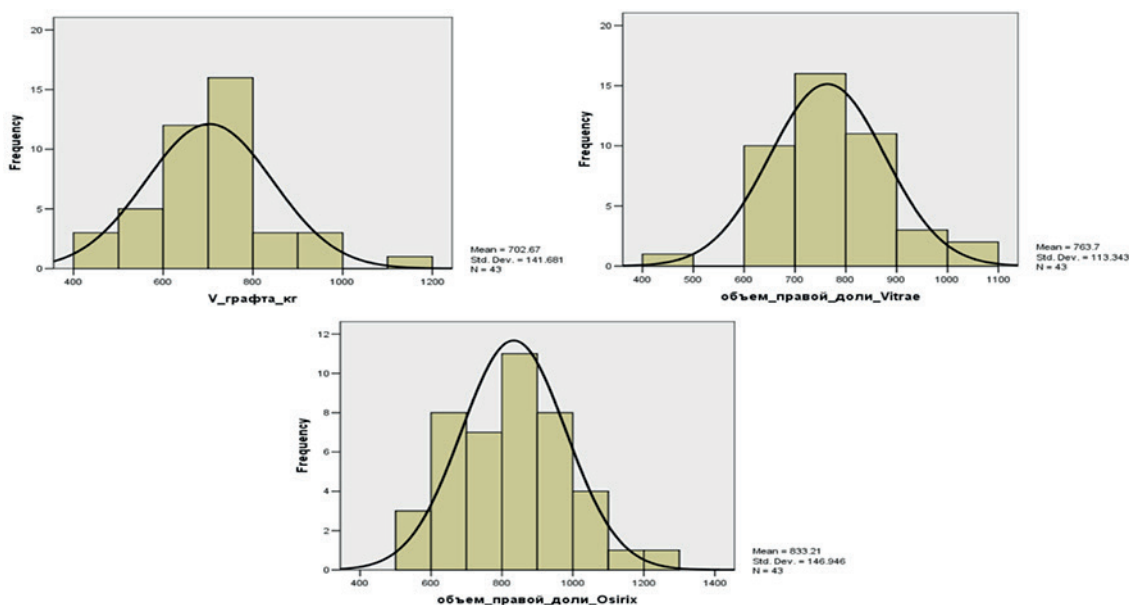 20
15
10
5
0
Frequency
400 600 800 1000 1200
V_графта_кг
Mean = 702.67
Std. Dev. = 141.681
N = 43
20
15
10
5
0
Frequency
400 500 600 700 800 900 1000 1100
объем_правой_доли_Vitrae
Mean = 763.7
Std. Dev. = 113.343
N = 43
12
10
8
6
4
2
0
Frequency
400 600 800 1000 1200 1400
объем_правой_доли_Osirix
Mean = 833.21
Std. Dev. = 146.946
N = 43